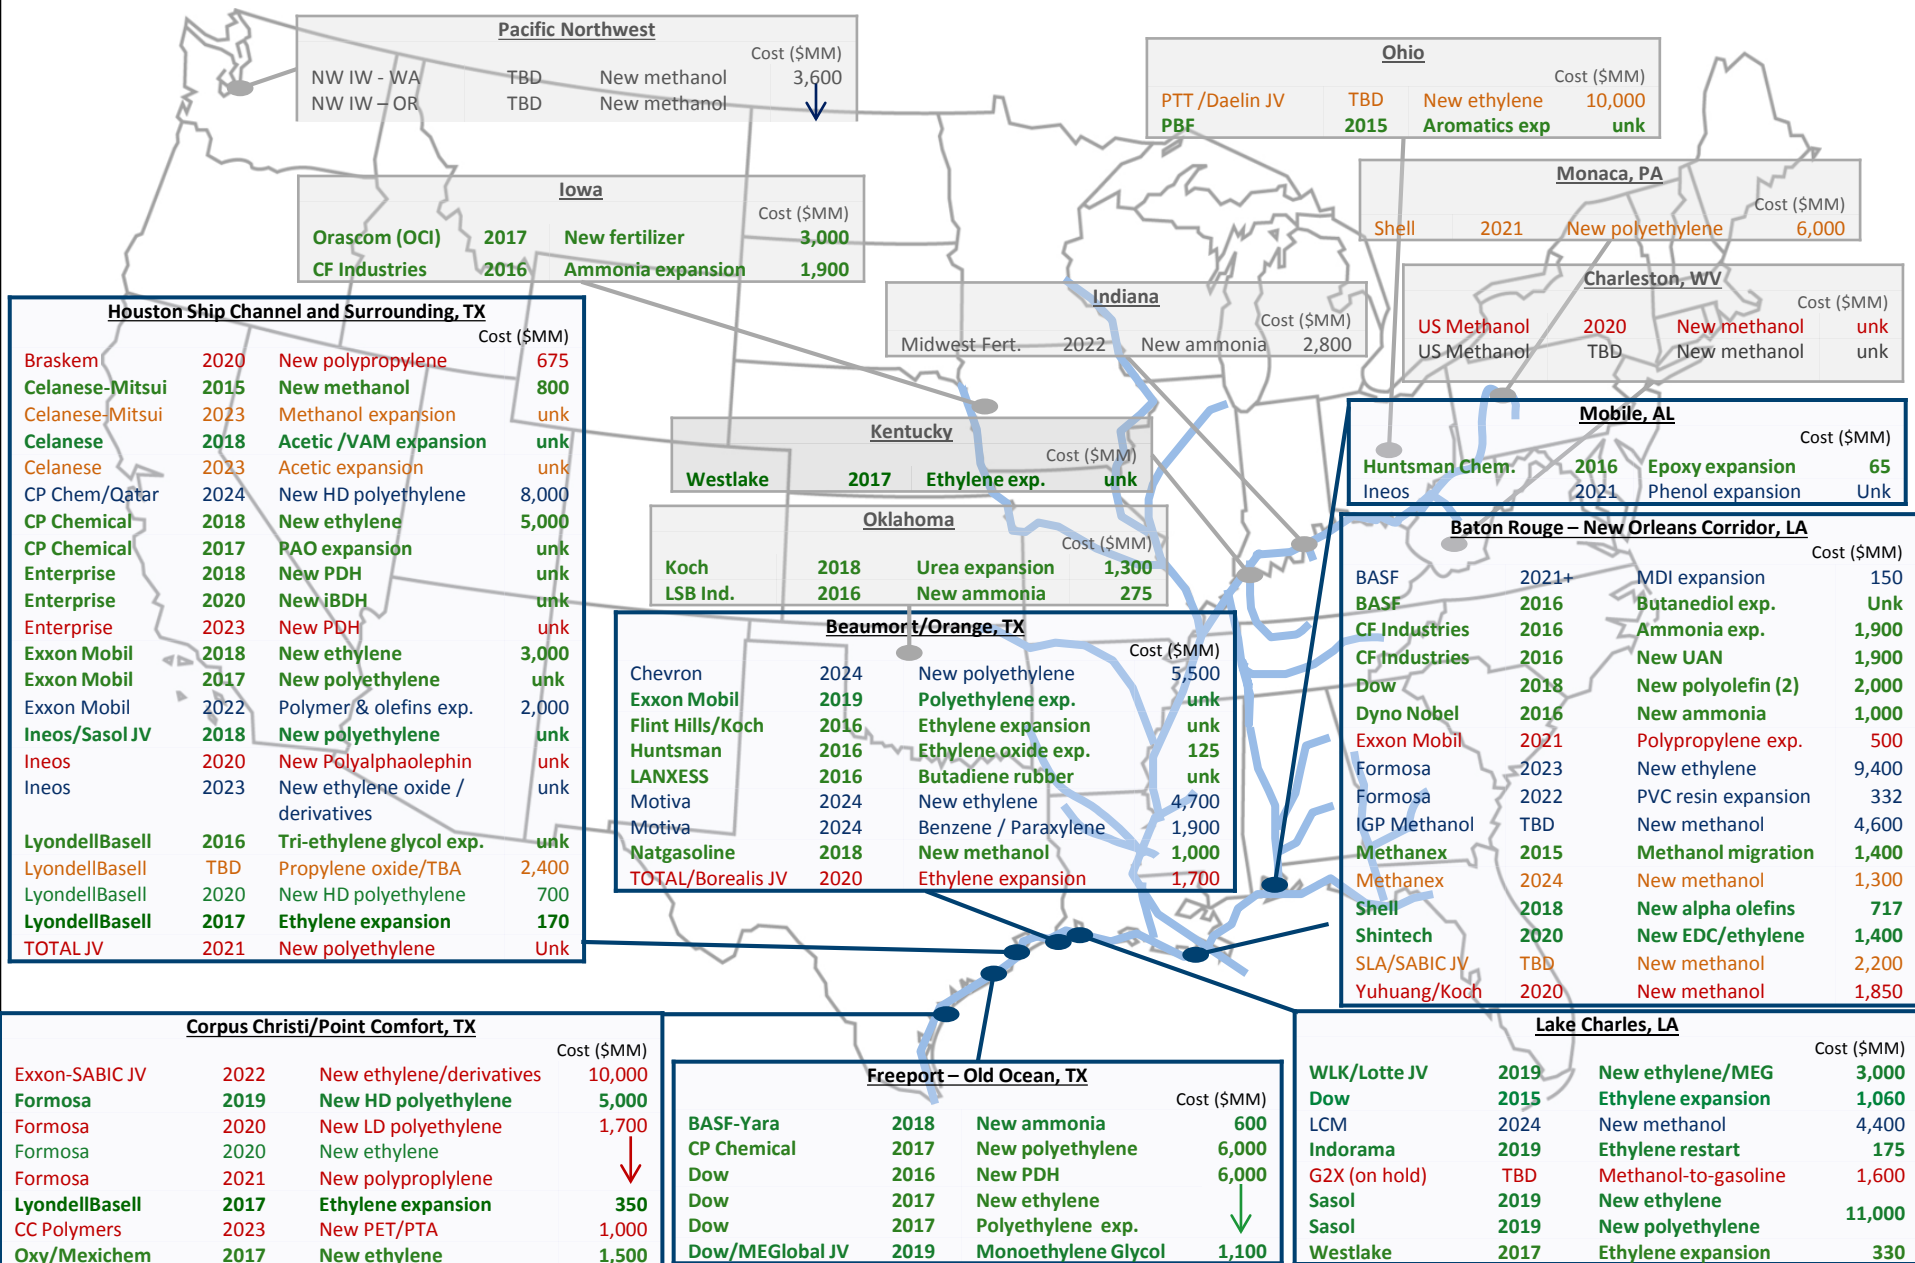 Pacific Northwest
Cost ($MM)
NW IW - WA TBD New methanol 3,600
NW IW – OR TBD New methanol
Ohio
Cost ($MM)
PTT /Daelin JV TBD New ethylene 10,000
PBF 2015 Aromatics exp unk
Monaca, PA
Cost ($MM)
Shell 2021 New polyethylene 6,000
Iowa
Cost ($MM)
Orascom (OCI) 2017 New fertilizer 3,000
CF Industries 2016 Ammonia expansion 1,900
Charleston, WV
Cost ($MM)
US Methanol 2020 New methanol unk
US Methanol TBD New methanol unk
Indiana
Cost ($MM)
Midwest Fert. 2022 New ammonia 2,800
Houston Ship Channel and Surrounding, TX
Cost ($MM)
Braskem 2020 New polypropylene 675
Celanese-Mitsui 2015 New methanol 800
Celanese-Mitsui 2023 Methanol expansion unk
Celanese 2018 Acetic /VAM expansion unk
Celanese 2023 Acetic expansion unk
CP Chem/Qatar 2024 New HD polyethylene 8,000
CP Chemical 2018 New ethylene 5,000
CP Chemical 2017 PAO expansion unk
Enterprise 2018 New PDH unk
Enterprise 2020 New iBDH unk
Enterprise 2023 New PDH unk
Exxon Mobil 2018 New ethylene 3,000
Exxon Mobil 2017 New polyethylene unk
Exxon Mobil 2022 Polymer & olefins exp. 2,000
Ineos/Sasol JV 2018 New polyethylene unk
Ineos 2020 New Polyalphaolephin unk
Ineos 2023 New ethylene oxide / unk
derivatives
LyondellBasell 2016 Tri-ethylene glycol exp. unk
LyondellBasell TBD Propylene oxide/TBA 2,400
LyondellBasell 2020 New HD polyethylene 700
LyondellBasell 2017 Ethylene expansion 170
TOTAL JV 2021 New polyethylene Unk
Kentucky
Cost ($MM)
Westlake 2017 Ethylene exp. unk
Oklahoma
Cost ($MM)
Koch 2018 Urea expansion 1,300
LSB Ind. 2016 New ammonia 275
Mobile, AL
Cost ($MM)
Huntsman Chem. 2016 Epoxy expansion 65
Ineos 2021 Phenol expansion Unk
Beaumont/Orange, TX
Cost ($MM)
Chevron 2024 New polyethylene 5,500
Exxon Mobil 2019 Polyethylene exp. unk
Flint Hills/Koch 2016 Ethylene expansion unk
Huntsman 2016 Ethylene oxide exp. 125
LANXESS 2016 Butadiene rubber unk
Motiva 2024 New ethylene 4,700
Motiva 2024 Benzene / Paraxylene 1,900
Natgasoline 2018 New methanol 1,000
TOTAL/Borealis JV 2020 Ethylene expansion 1,700
Baton Rouge – New Orleans Corridor, LA
Cost ($MM)
BASF 2021+ MDI expansion 150
BASF 2016 Butanediol exp. Unk
CF Industries 2016 Ammonia exp. 1,900
CF Industries 2016 New UAN 1,900
Dow 2018 New polyolefin (2) 2,000
Dyno Nobel 2016 New ammonia 1,000
Exxon Mobil 2021 Polypropylene exp. 500
Formosa 2023 New ethylene 9,400
Formosa 2022 PVC resin expansion 332
IGP Methanol TBD New methanol 4,600
Methanex 2015 Methanol migration 1,400
Methanex 2024 New methanol 1,300
Shell 2018 New alpha olefins 717
Shintech 2020 New EDC/ethylene 1,400
SLA/SABIC JV TBD New methanol 2,200
Yuhuang/Koch 2020 New methanol 1,850
Corpus Christi/Point Comfort, TX
Cost ($MM)
Exxon-SABIC JV 2022 New ethylene/derivatives 10,000
Formosa 2019 New HD polyethylene 5,000
Formosa 2020 New LD polyethylene 1,700
Formosa 2020 New ethylene
Formosa 2021 New polyproplylene
LyondellBasell 2017 Ethylene expansion 350
CC Polymers 2023 New PET/PTA 1,000
Oxy/Mexichem 2017 New ethylene 1,500
Freeport – Old Ocean, TX
Cost ($MM)
BASF-Yara 2018 New ammonia 600
CP Chemical 2017 New polyethylene 6,000
Dow 2016 New PDH 6,000
Dow 2017 New ethylene
Dow 2017 Polyethylene exp.
Dow/MEGlobal JV 2019 Monoethylene Glycol 1,100
Lake Charles, LA
Cost ($MM)
WLK/Lotte JV 2019 New ethylene/MEG 3,000
Dow 2015 Ethylene expansion 1,060
LCM 2024 New methanol 4,400
Indorama 2019 Ethylene restart 175
G2X (on hold) TBD Methanol-to-gasoline 1,600
Sasol 2019 New ethylene
11,000
Sasol 2019 New polyethylene
Westlake 2017 Ethylene expansion 330